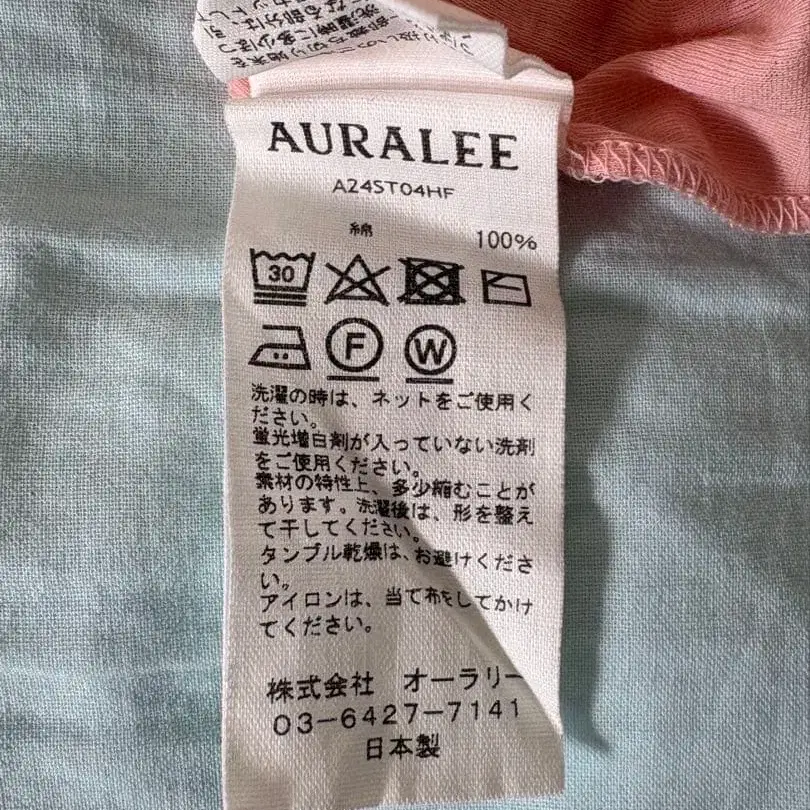 AURALEE
A24ST04HF
綿 100%
30
F W
洗濯の時は、ネットをご使用く
ださい。
蛍光増白剤が入っていない洗剤
をご使用ください。
素材の特性上、多少縮むことが
あります。洗濯後は、形を整え
て干してください。
タンブル乾燥は、お避けくださ
い。
アイロンは、当て布をしてかけ
てください。
株式会社 オーラリー
03-6427-7141
日本製